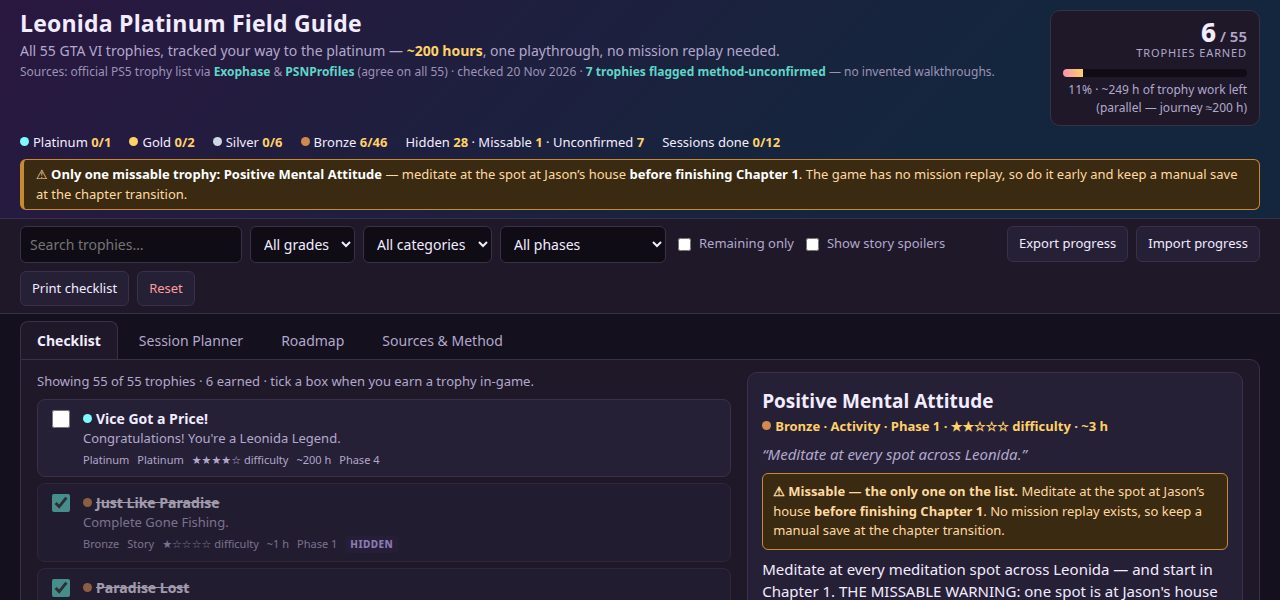 Leonida Platinum Field Guide
All 55 GTA VI trophies, tracked your way to the platinum — ~200 hours, one playthrough, no mission replay needed.
Sources: official PS5 trophy list via Exophase & PSNProfiles (agree on all 55) · checked 20 Nov 2026 · 7 trophies flagged method-unconfirmed — no invented walkthroughs.
6 / 55
TROPHIES EARNED
11% · ~249 h of trophy work left
(parallel — journey ≈200 h)
Platinum 0/1 Gold 0/2 Silver 0/6 Bronze 6/46 Hidden 28 · Missable 1 · Unconfirmed 7 Sessions done 0/12
⚠ Only one missable trophy: Positive Mental Attitude — meditate at the spot at Jason's house before finishing Chapter 1. The game has no mission replay, so do it early and keep a manual save
at the chapter transition.
Search trophies... All grades All categories All phases Remaining only Show story spoilers Export progress Import progress
Print checklist Reset
Checklist Session Planner Roadmap Sources & Method
Showing 55 of 55 trophies · 6 earned · tick a box when you earn a trophy in-game.
Vice Got a Price!
Congratulations! You're a Leonida Legend.
Platinum Platinum ★★★★☆ difficulty ~200 h Phase 4
Just Like Paradise
Complete Gone Fishing.
Bronze Story ★☆☆☆☆ difficulty ~1 h Phase 1 HIDDEN
Paradise Lost
Positive Mental Attitude
Bronze · Activity · Phase 1 · ★★☆☆☆ difficulty · ~3 h
“Meditate at every spot across Leonida.”
⚠ Missable — the only one on the list. Meditate at the spot at Jason’s
house before finishing Chapter 1. No mission replay exists, so keep a
manual save at the chapter transition.
Meditate at every meditation spot across Leonida — and start in
Chapter 1. THE MISSABLE WARNING: one spot is at Jason's house